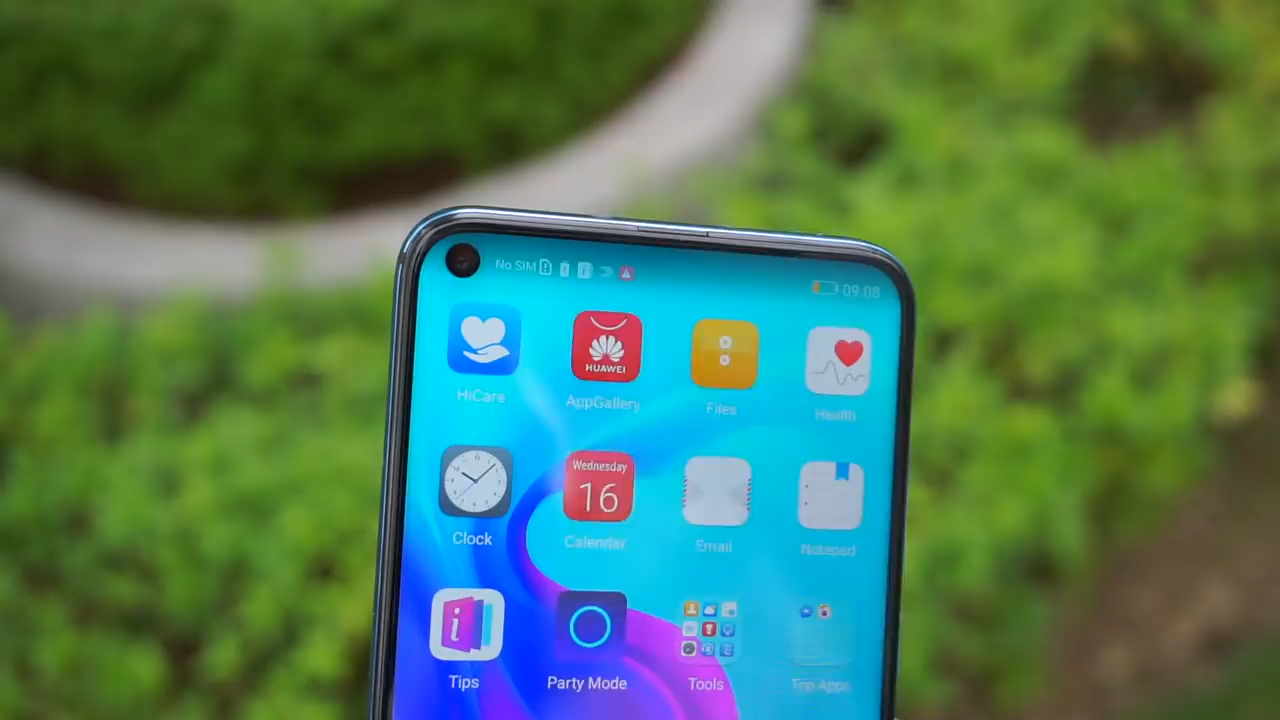 No SIM
09:08
HUAWEI
HiCare
AppGallery
Files
Health
Wednesday
16
Clock
Calendar
Email
Notepad
Tips
Party Mode
Tools
Top Apps